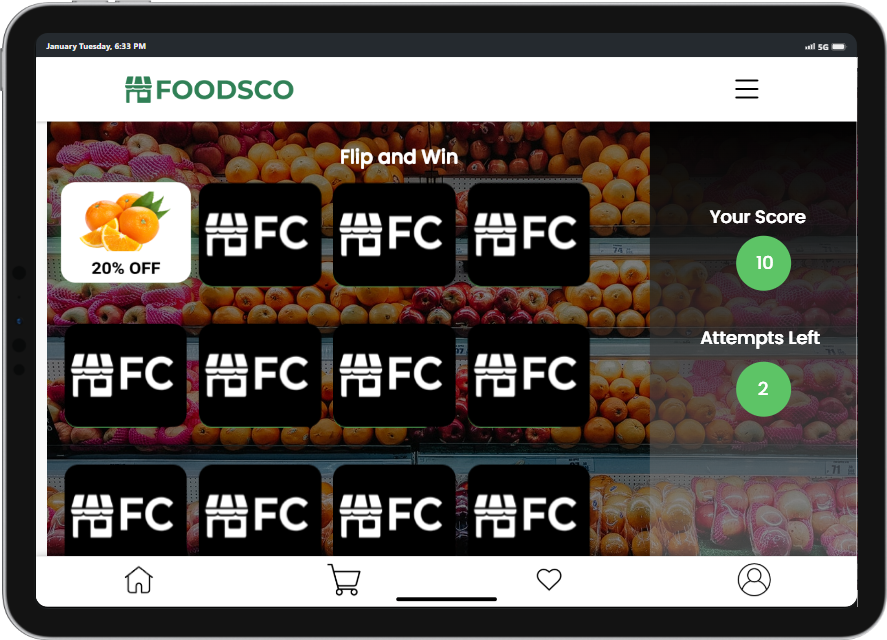 January Tuesday, 6:33 PM
5G
FOODSCO
Flip and Win
20% OFF
FC
FC
FC
Your Score
10
FC
FC
FC
FC
Attempts Left
2
FC
FC
FC
FC